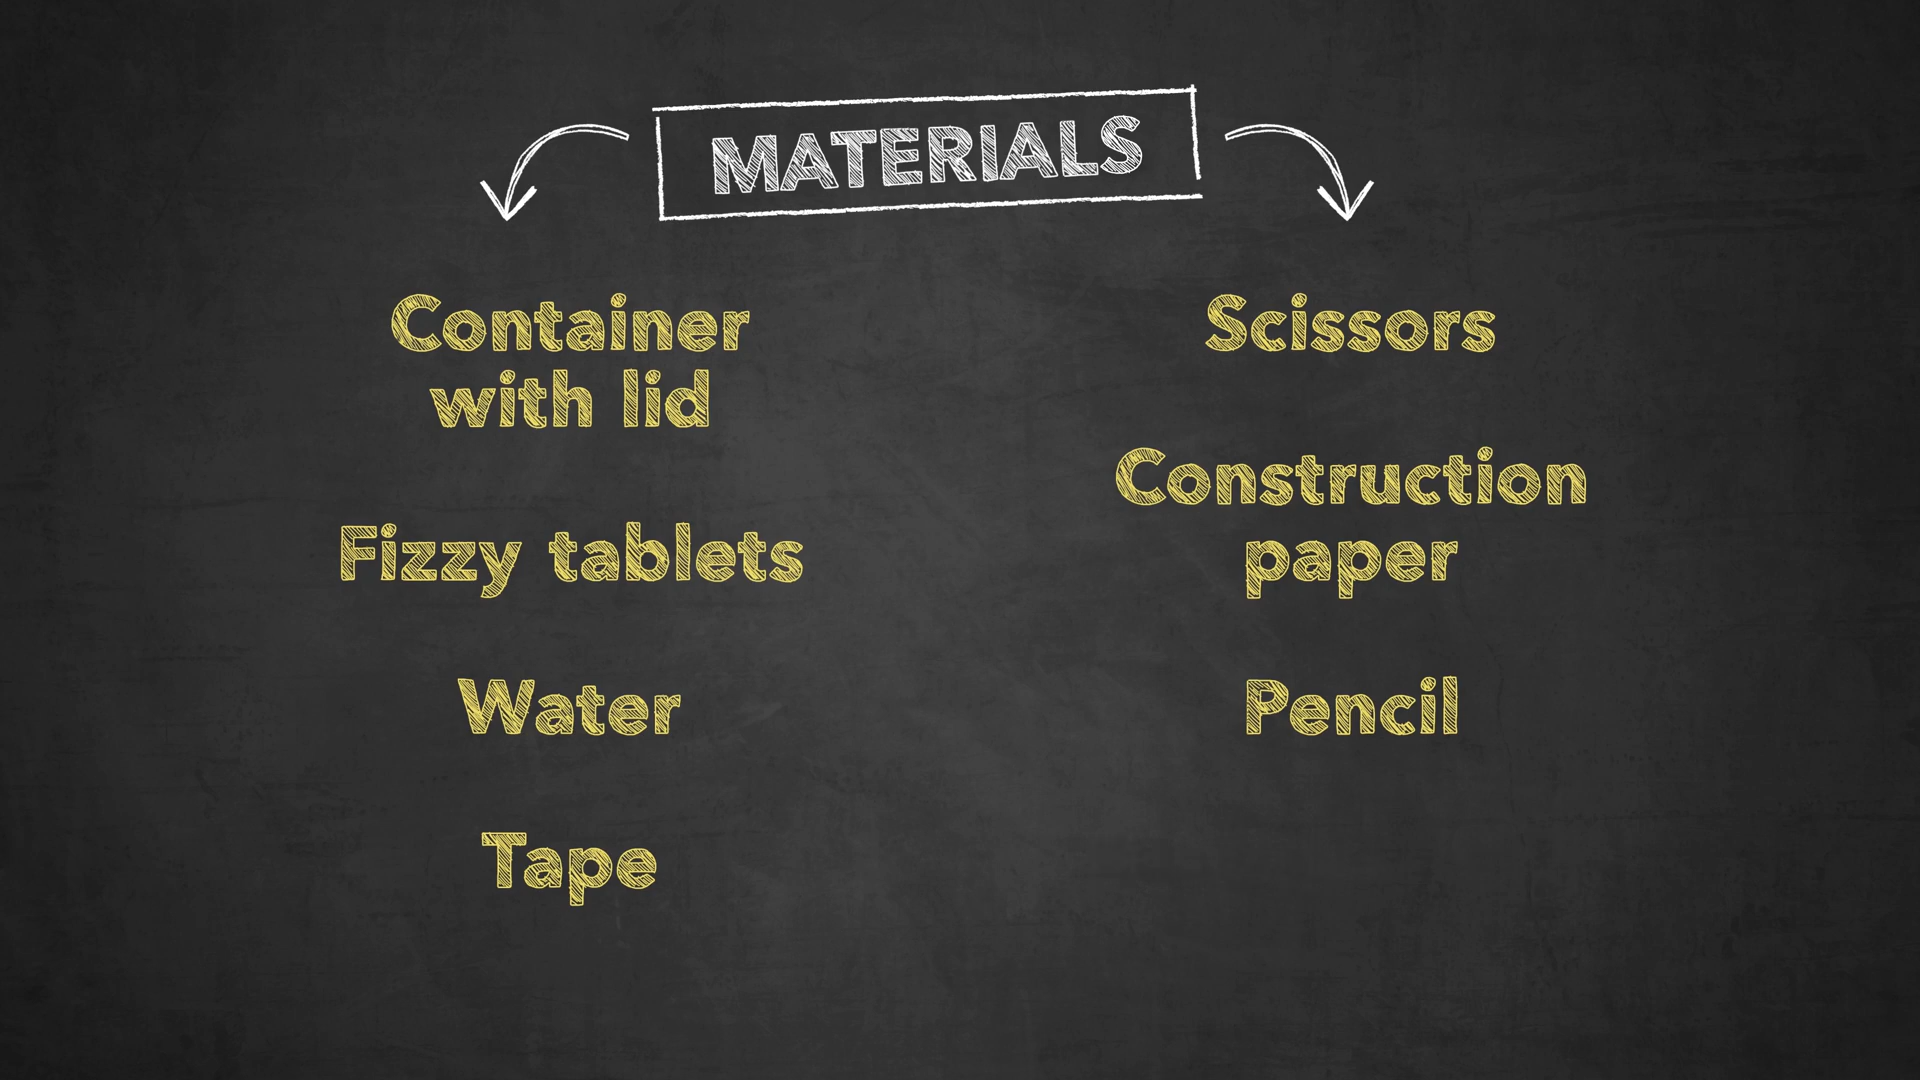 MATERIALS
Container
with lid
Fizzy tablets
Water
Tape
Scissors
Construction
paper
Pencil